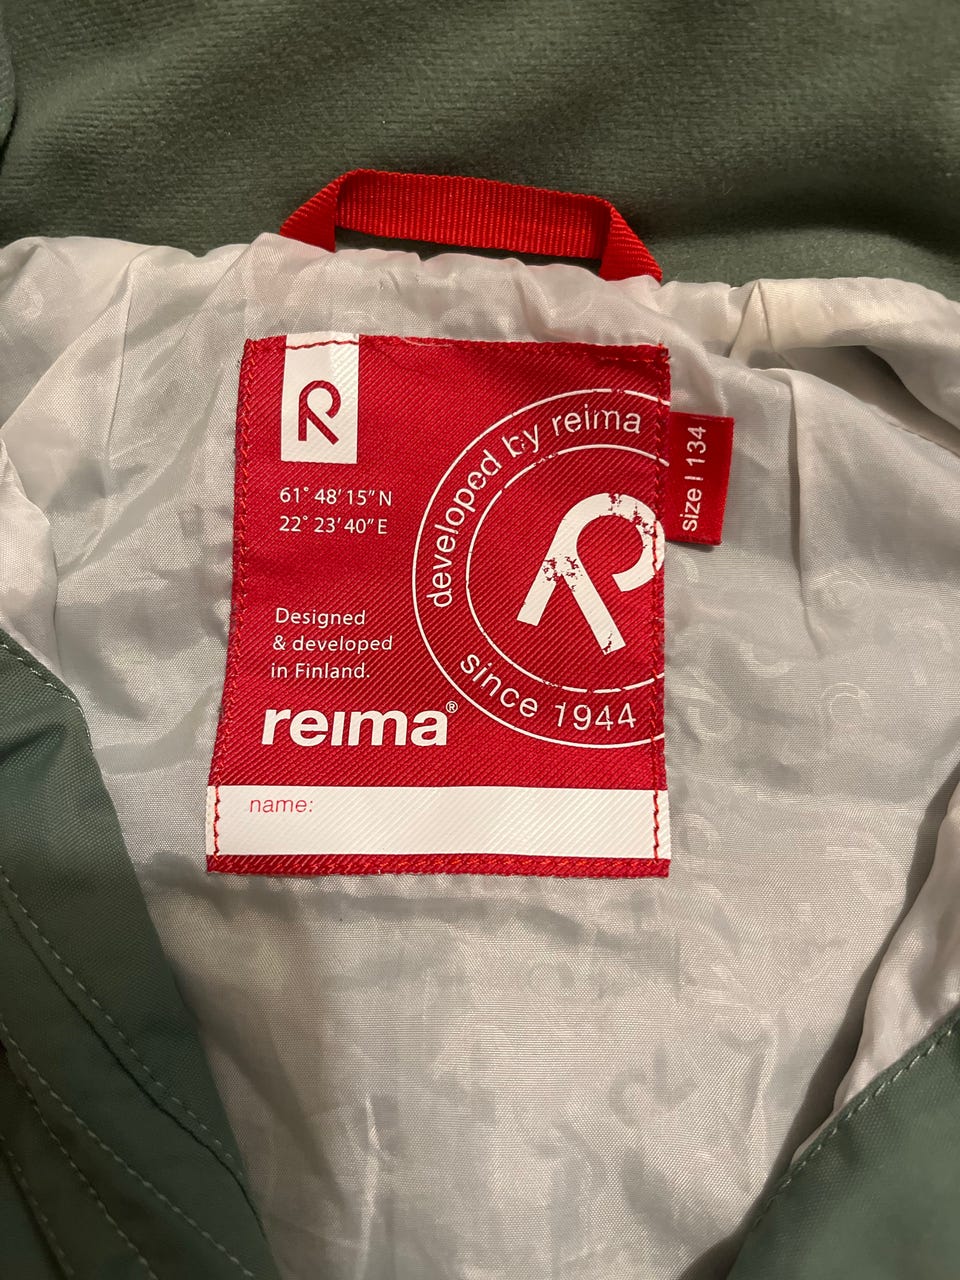 R
61° 48′ 15″ N
22° 23′ 40″ E
Designed
& developed
in Finland.
reima®
name:
developed by reima
R
since 1944
size | 134